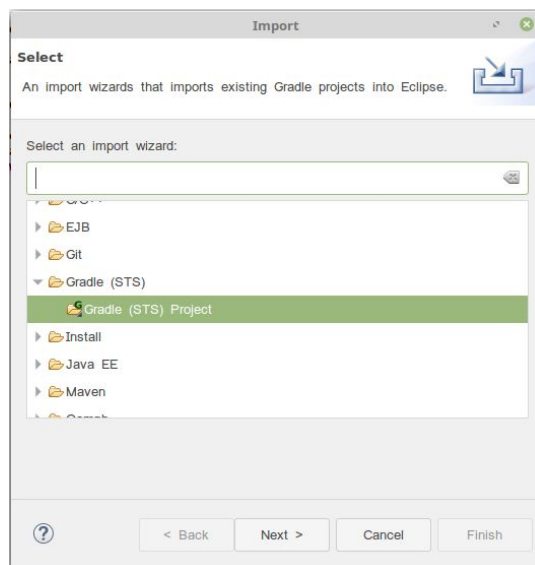 Import
Select
An import wizards that imports existing Gradle projects into Eclipse.
Select an import wizard:
EJB
Git
Gradle (STS)
Gradle (STS) Project
Install
Java EE
Maven
< Back Next > Cancel Finish